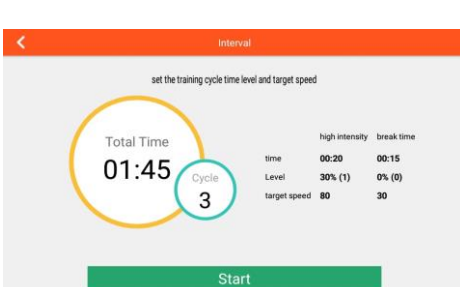 Interval
set the training cycle time level and target speed
Total Time
01:45
Cycle
3
high intensity break time
time 00:20 00:15
Level 30% (1) 0% (0)
target speed 80 30
Start